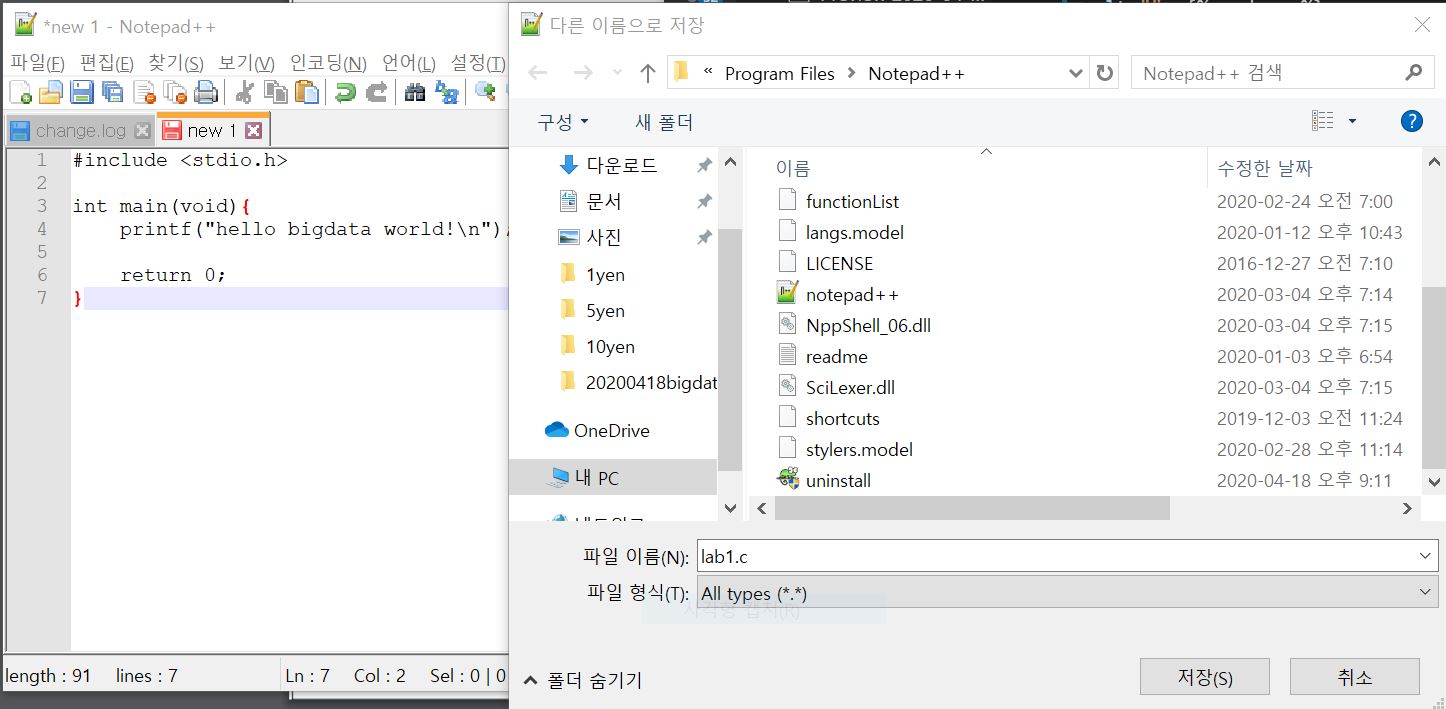 *new 1 - Notepad++
파일(F) 편집(E) 찾기(S) 보기(V) 인코딩(N) 언어(L) 설정(T)
change.log new 1
1 #include <stdio.h>
2
3 int main(void){
4 printf("hello bigdata world!\n");
5
6 return 0;
7 }
length : 91 lines : 7 Ln : 7 Col : 2 Sel : 0 | 0
다른 이름으로 저장
« Program Files > Notepad++
Notepad++ 검색
구성 새 폴더
다운로드
문서
사진
1yen
5yen
10yen
20200418bigdat
OneDrive
내 PC
이름 수정한 날짜
functionList 2020-02-24 오전 7:00
langs.model 2020-01-12 오후 10:43
LICENSE 2016-12-27 오후 7:10
notepad++ 2020-03-04 오후 7:14
NppShell_06.dll 2020-03-04 오후 7:15
readme 2020-01-03 오후 6:54
SciLexer.dll 2020-03-04 오후 7:15
shortcuts 2019-12-03 오전 11:24
stylers.model 2020-02-28 오후 11:14
uninstall 2020-04-18 오후 9:11
파일 이름(N): lab1.c
파일 형식(T): All types (*.*)
폴더 숨기기
저장(S) 취소